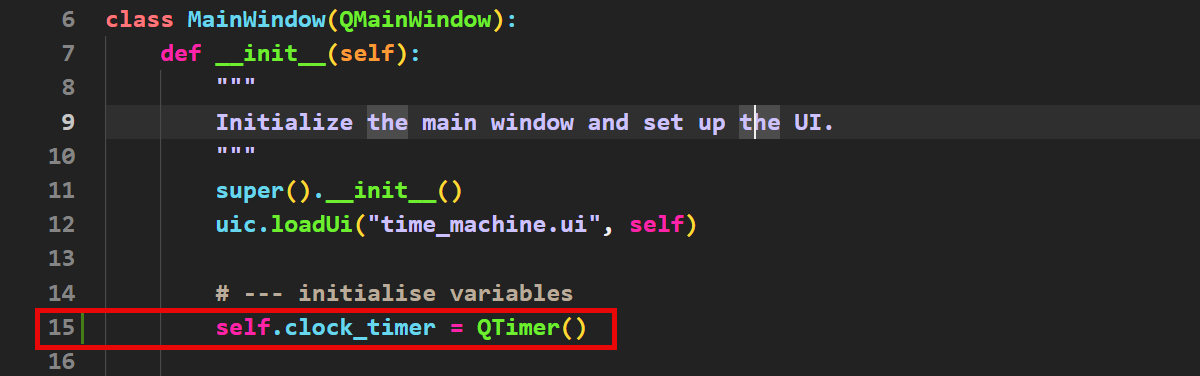 6 class MainWindow(QMainWindow):
7 def __init__(self):
8 """
9 Initialize the main window and set up the UI.
10 """
11 super().__init__()
12 uic.loadUi("time_machine.ui", self)
13
14 # --- initialise variables
15 self.clock_timer = QTimer()
16